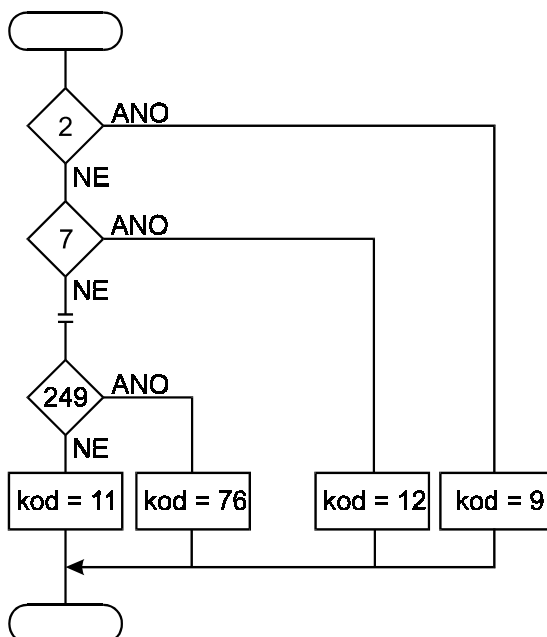 2
ANO
NE
7
ANO
NE
249
ANO
NE
kod = 11
kod = 76
kod = 12
kod = 9